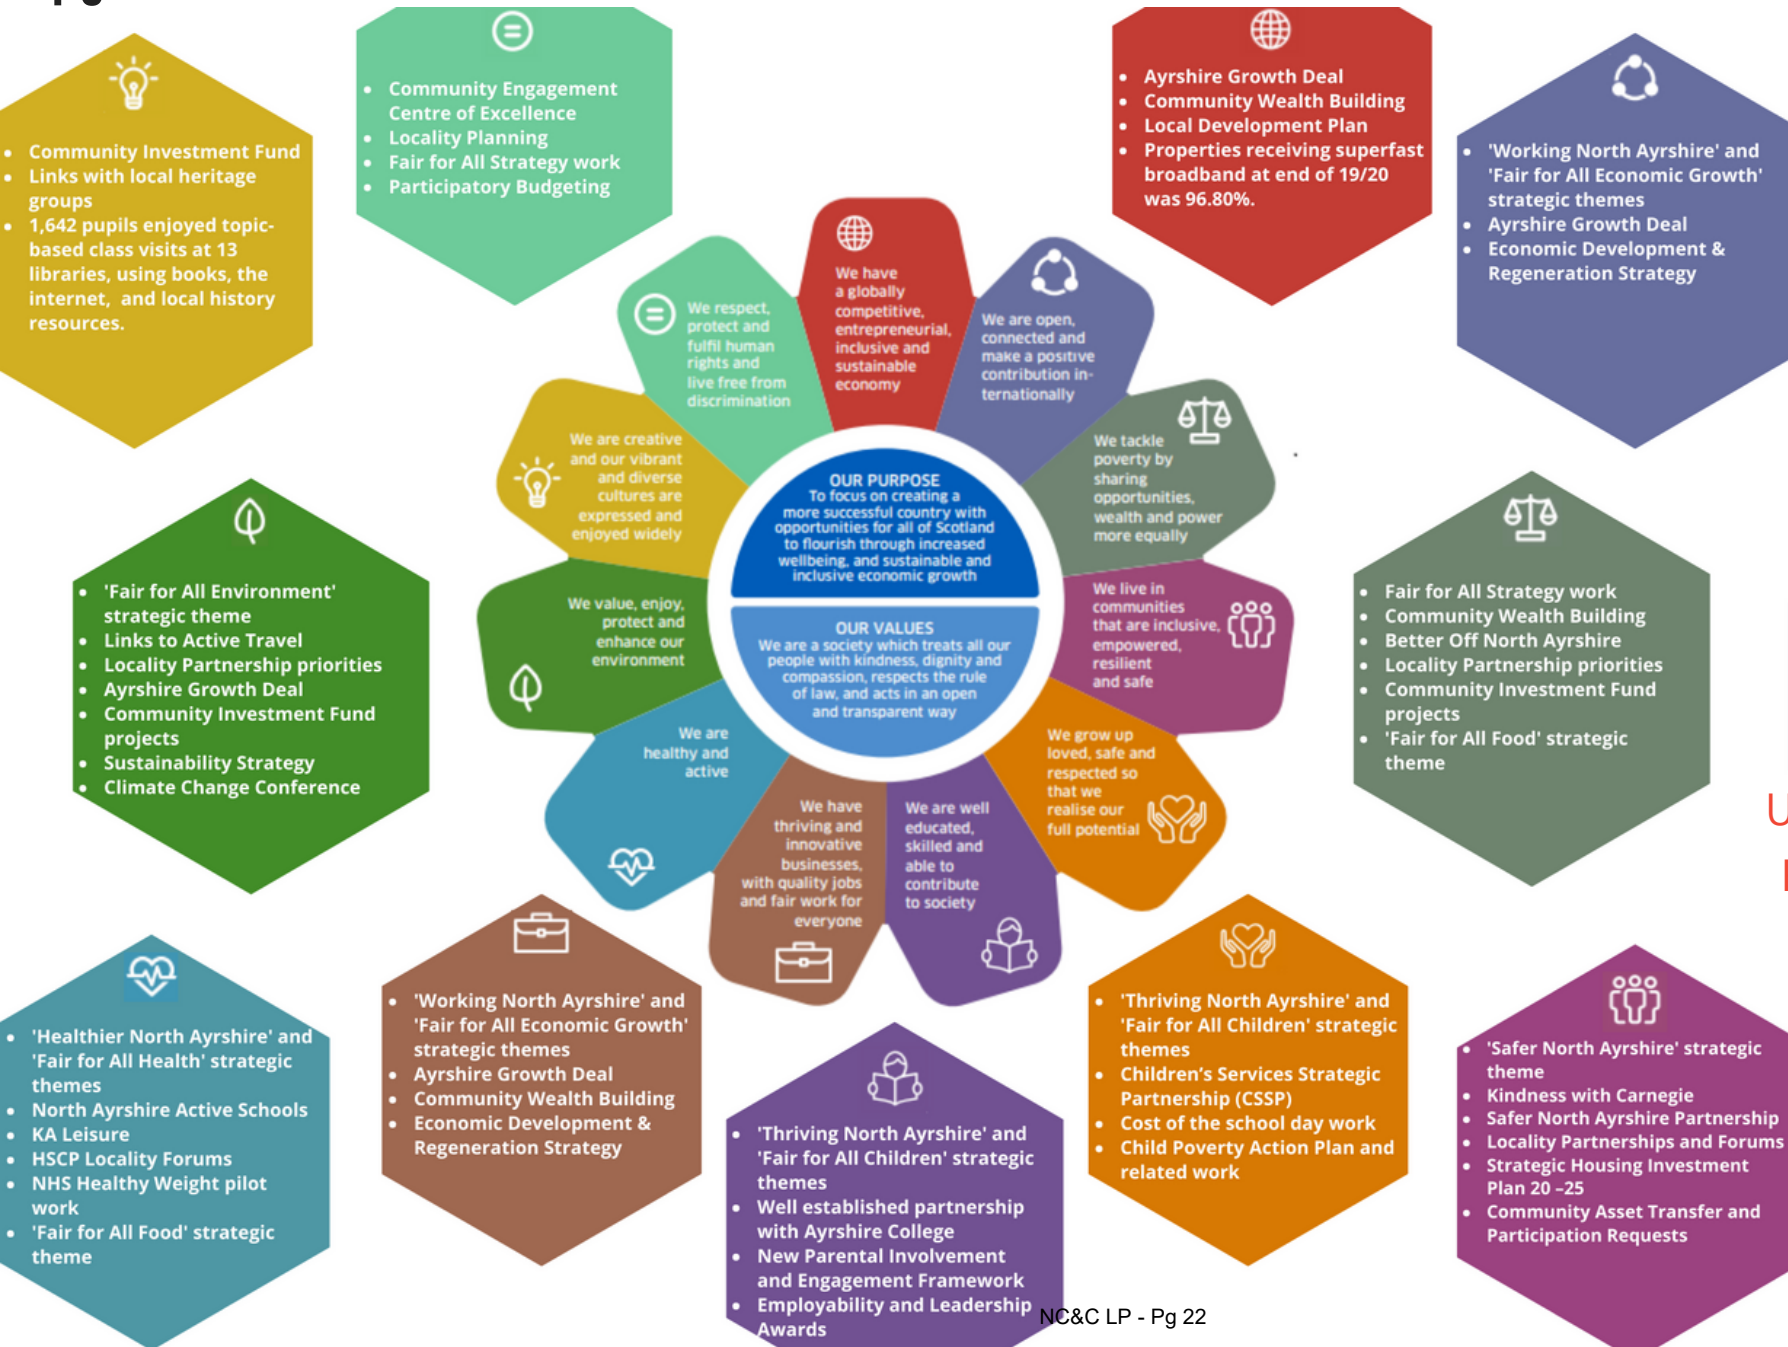 • Community Investment Fund
• Links with local heritage
groups
• 1,642 pupils enjoyed topic-
based class visits at 13
libraries, using books, the
internet, and local history
resources.
• Community Engagement
Centre of Excellence
• Locality Planning
• Fair for All Strategy work
• Participatory Budgeting
• Ayrshire Growth Deal
• Community Wealth Building
• Local Development Plan
• Properties receiving superfast
broadband at end of 19/20
was 96.80%.
• 'Working North Ayrshire' and
'Fair for All Economic Growth'
strategic themes
• Ayrshire Growth Deal
• Economic Development &
Regeneration Strategy
We respect,
protect and
fulfil human
rights and
live free from
discrimination
We have
a globally
competitive,
entrepreneurial,
inclusive and
sustainable
economy
We are open,
connected and
make a positive
contribution in-
ternationally
We are creative
and our vibrant
and diverse
cultures are
expressed and
enjoyed widely
We tackle
poverty by
sharing
opportunities,
wealth and power
more equally
OUR PURPOSE
To focus on creating a
more successful country with
opportunities for all of Scotland
to flourish through increased
wellbeing, and sustainable and
inclusive economic growth
OUR VALUES
We are a society which treats all our
people with kindness, dignity and
compassion, respects the rule
of law, and acts in an open
and transparent way
We value, enjoy,
protect and
enhance our
environment
We live in
communities
that are inclusive,
empowered,
resilient
and safe
We are
healthy and
active
We grow up
loved, safe and
respected so
that we
realise our
full potential
We have
thriving and
innovative
businesses,
with quality jobs
and fair work for
everyone
We are well
educated,
skilled and
able to
contribute
to society
• 'Fair for All Environment'
strategic theme
• Links to Active Travel
• Locality Partnership priorities
• Ayrshire Growth Deal
• Community Investment Fund
projects
• Sustainability Strategy
• Climate Change Conference
• Fair for All Strategy work
• Community Wealth Building
• Better Off North Ayrshire
• Locality Partnership priorities
• Community Investment Fund
projects
• 'Fair for All Food' strategic
theme
• 'Healthier North Ayrshire' and
'Fair for All Health' strategic
themes
• North Ayrshire Active Schools
• KA Leisure
• HSCP Locality Forums
• NHS Healthy Weight pilot
work
• 'Fair for All Food' strategic
theme
• 'Working North Ayrshire' and
'Fair for All Economic Growth'
strategic themes
• Ayrshire Growth Deal
• Community Wealth Building
• Economic Development &
Regeneration Strategy
• 'Thriving North Ayrshire' and
'Fair for All Children' strategic
themes
• Well established partnership
with Ayrshire College
• New Parental Involvement
and Engagement Framework
• Employability and Leadership
Awards
• 'Thriving North Ayrshire' and
'Fair for All Children' strategic
themes
• Children's Services Strategic
Partnership (CSSP)
• Cost of the school day work
• Child Poverty Action Plan and
related work
• 'Safer North Ayrshire' strategic
theme
• Kindness with Carnegie
• Safer North Ayrshire Partnership
• Locality Partnerships and Forums
• Strategic Housing Investment
Plan 20 –25
• Community Asset Transfer and
Participation Requests
NC&C LP - Pg 22